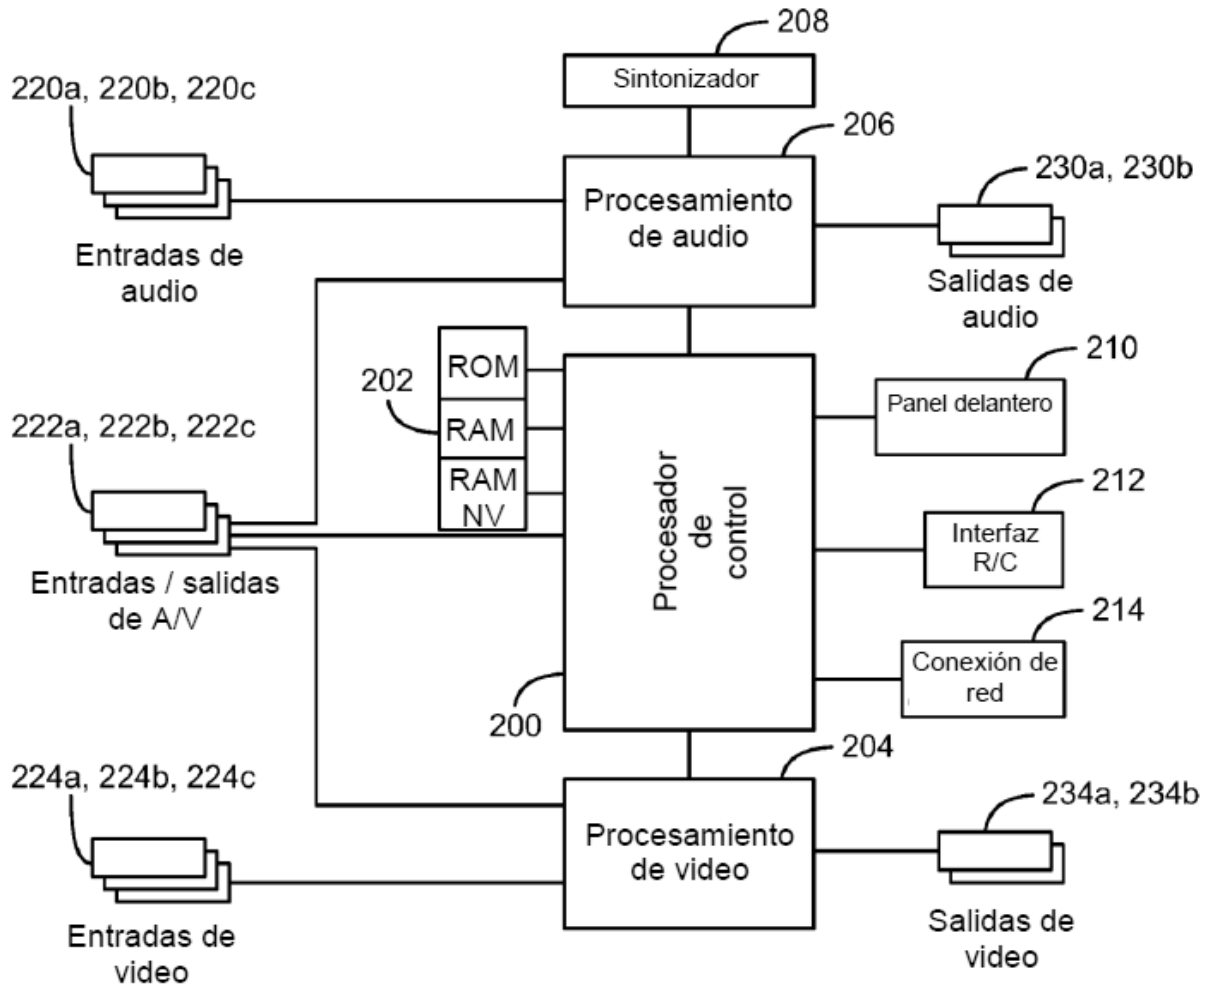 208
Sintonizador
220a, 220b, 220c
206
Procesamiento
de audio
230a, 230b
Entradas de
audio
Salidas de
audio
210
Panel delantero
ROM
202
RAM
RAM
NV
222a, 222b, 222c
Procesador
de
control
212
Interfaz
R/C
Entradas / salidas
de A/V
214
Conexión de
red
200
204
224a, 224b, 224c
234a, 234b
Procesamiento
de video
Entradas de
video
Salidas de
video